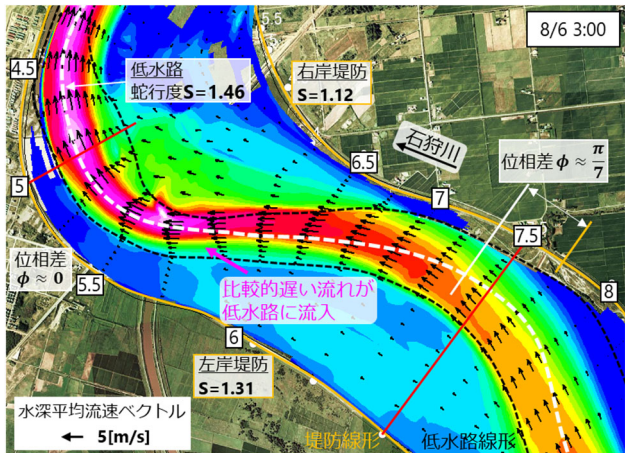 5.5
8/6 3:00
4.5
低水路
蛇行度S=1.46
右岸堤防
S=1.12
石狩川
位相差 ϕ ≈ π/7
6.5
7
5
7.5
位相差
ϕ ≈ 0
5.5
比較的遅い流れが
低水路に流入
8
6
左岸堤防
S=1.31
水深平均流速ベクトル
5[m/s]
堤防線形
低水路線形